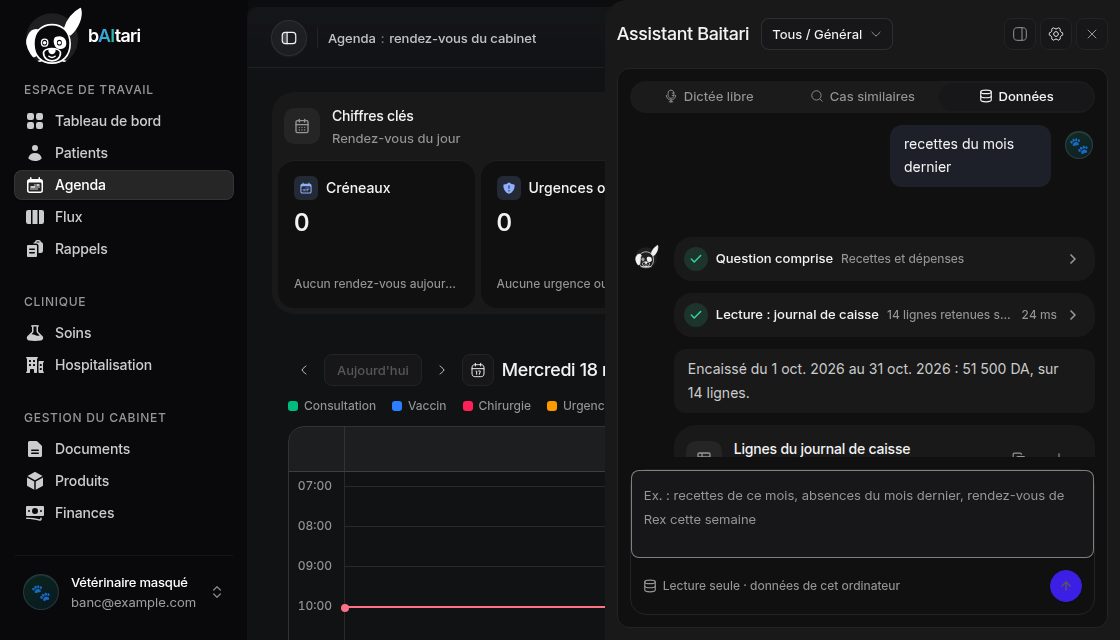 bAItari
ESPACE DE TRAVAIL
Tableau de bord
Patients
Agenda
Flux
Rappels
CLINIQUE
Soins
Hospitalisation
GESTION DU CABINET
Documents
Produits
Finances
Vétérinaire masqué
banc@example.com
Agenda : rendez-vous du cabinet
Chiffres clés
Rendez-vous du jour
Créneaux
0
Aucun rendez-vous aujour...
Urgences o
0
Aucune urgence ou
Aujourd'hui
17
Mercredi 18 n
Consultation
Vaccin
Chirurgie
Urgenc
07:00
08:00
09:00
10:00
Assistant Baitari
Tous / Général
Dictée libre
Cas similaires
Données
recettes du mois
dernier
Question comprise Recettes et dépenses
Lecture : journal de caisse 14 lignes retenues s... 24 ms
Encaissé du 1 oct. 2026 au 31 oct. 2026 : 51 500 DA, sur
14 lignes.
Lignes du journal de caisse
Ex. : recettes de ce mois, absences du mois dernier, rendez-vous de
Rex cette semaine
Lecture seule · données de cet ordinateur